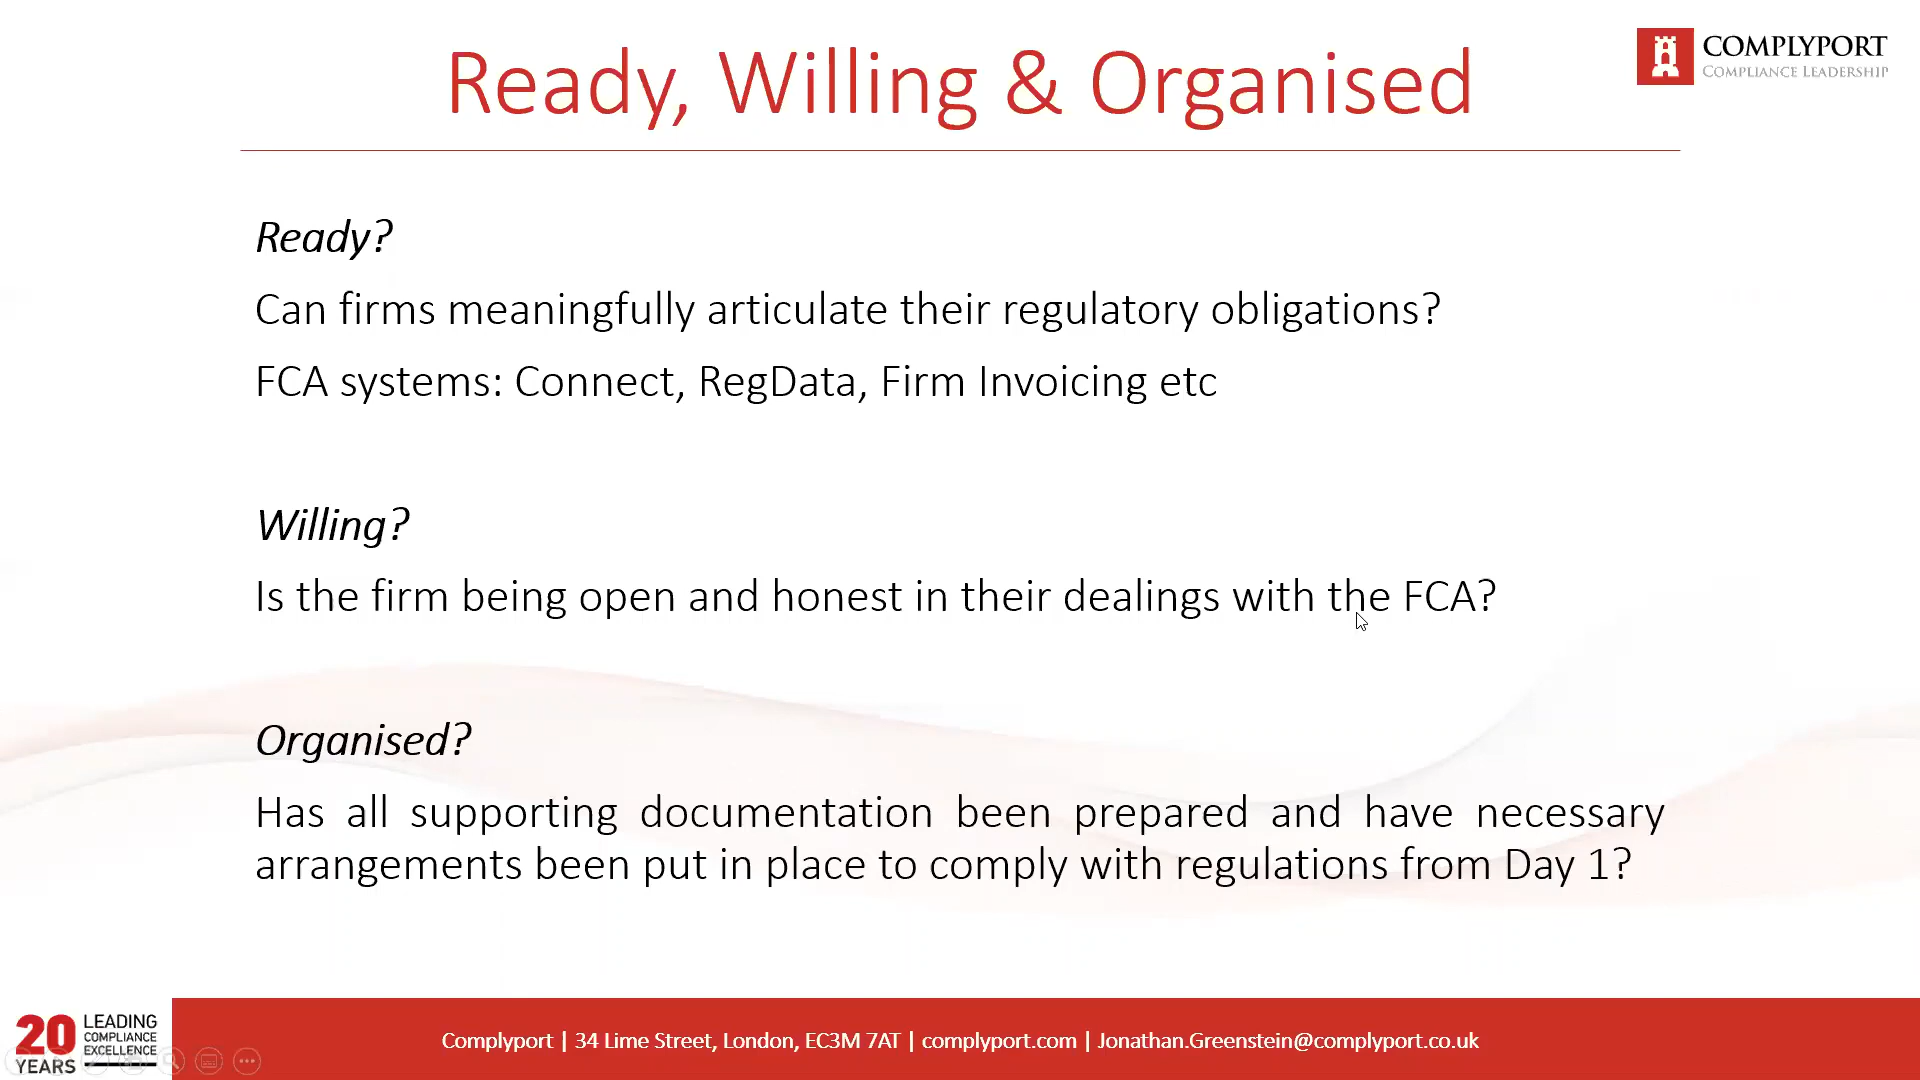 Ready, Willing & Organised
COMPLYPORT
COMPLIANCE LEADERSHIP
Ready?
Can firms meaningfully articulate their regulatory obligations?
FCA systems: Connect, RegData, Firm Invoicing etc
Willing?
Is the firm being open and honest in their dealings with the FCA?
Organised?
Has all supporting documentation been prepared and have necessary
arrangements been put in place to comply with regulations from Day 1?
20 YEARS
LEADING
COMPLIANCE
EXCELLENCE
Complyport | 34 Lime Street, London, EC3M 7AT | complyport.com | Jonathan.Greenstein@complyport.co.uk